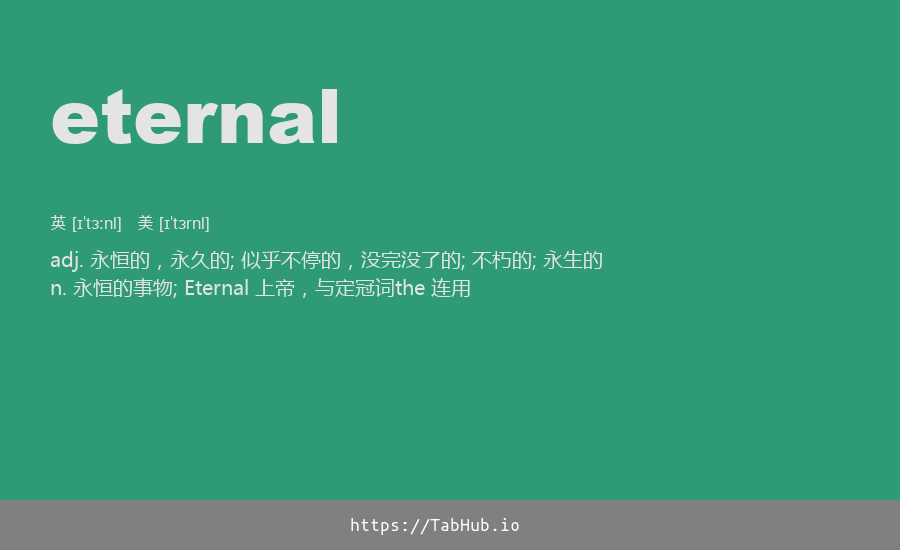 eternal
英 [ɪˈtɜːnl] 美 [ɪˈtɜrnl]
adj. 永恒的，永久的; 似乎不停的，没完没了的; 不朽的; 永生的
n. 永恒的事物; Eternal 上帝，与定冠词the 连用
https://TabHub.io